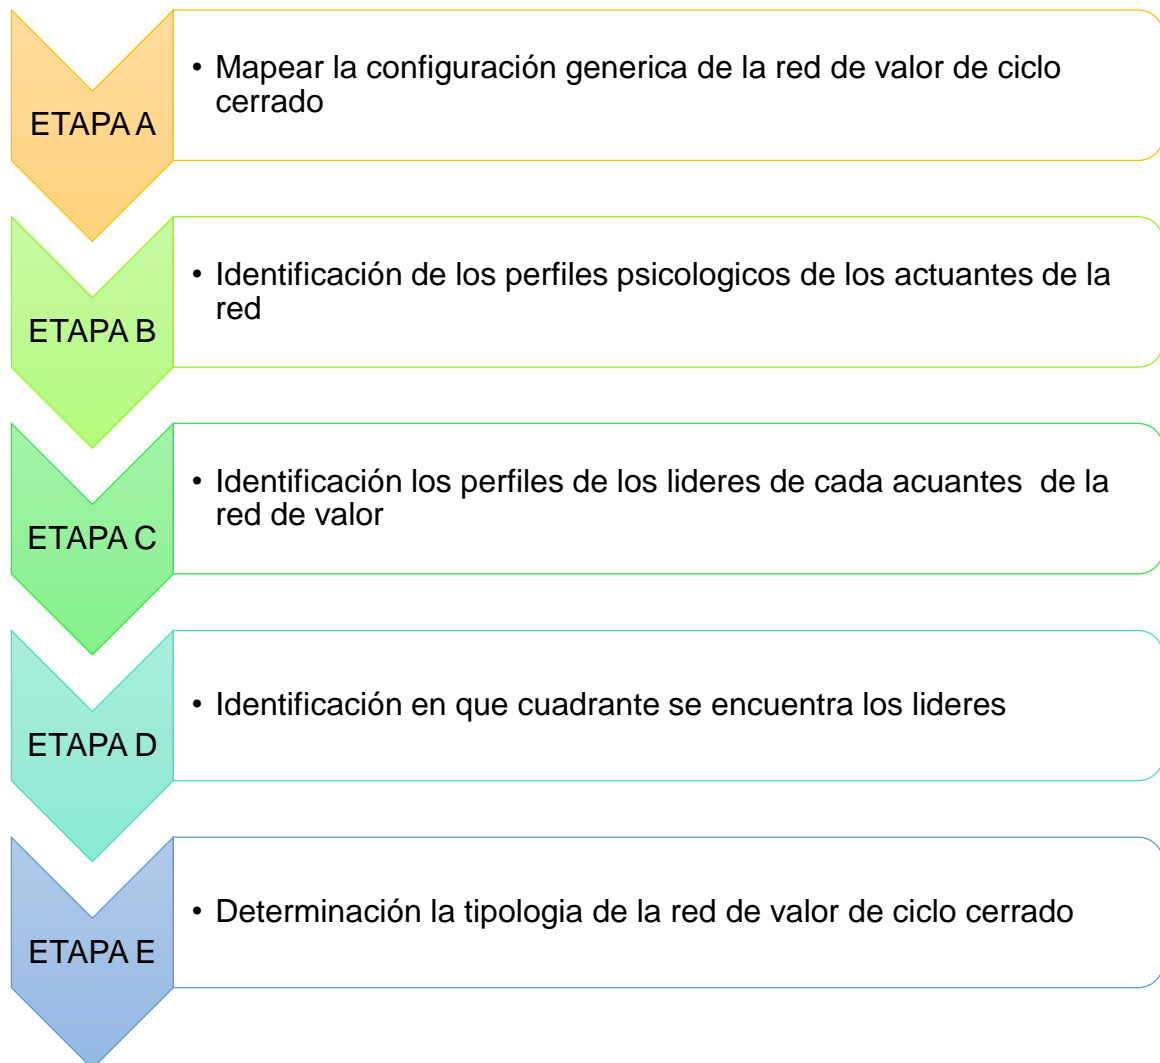 ETAPA A
• Mapear la configuración generica de la red de valor de ciclo
cerrado
ETAPA B
• Identificación de los perfiles psicologicos de los actuantes de la
red
ETAPA C
• Identificación los perfiles de los lideres de cada acuantes  de la
red de valor
ETAPA D
• Identificación en que cuadrante se encuentra los lideres
ETAPA E
• Determinación la tipologia de la red de valor de ciclo cerrado